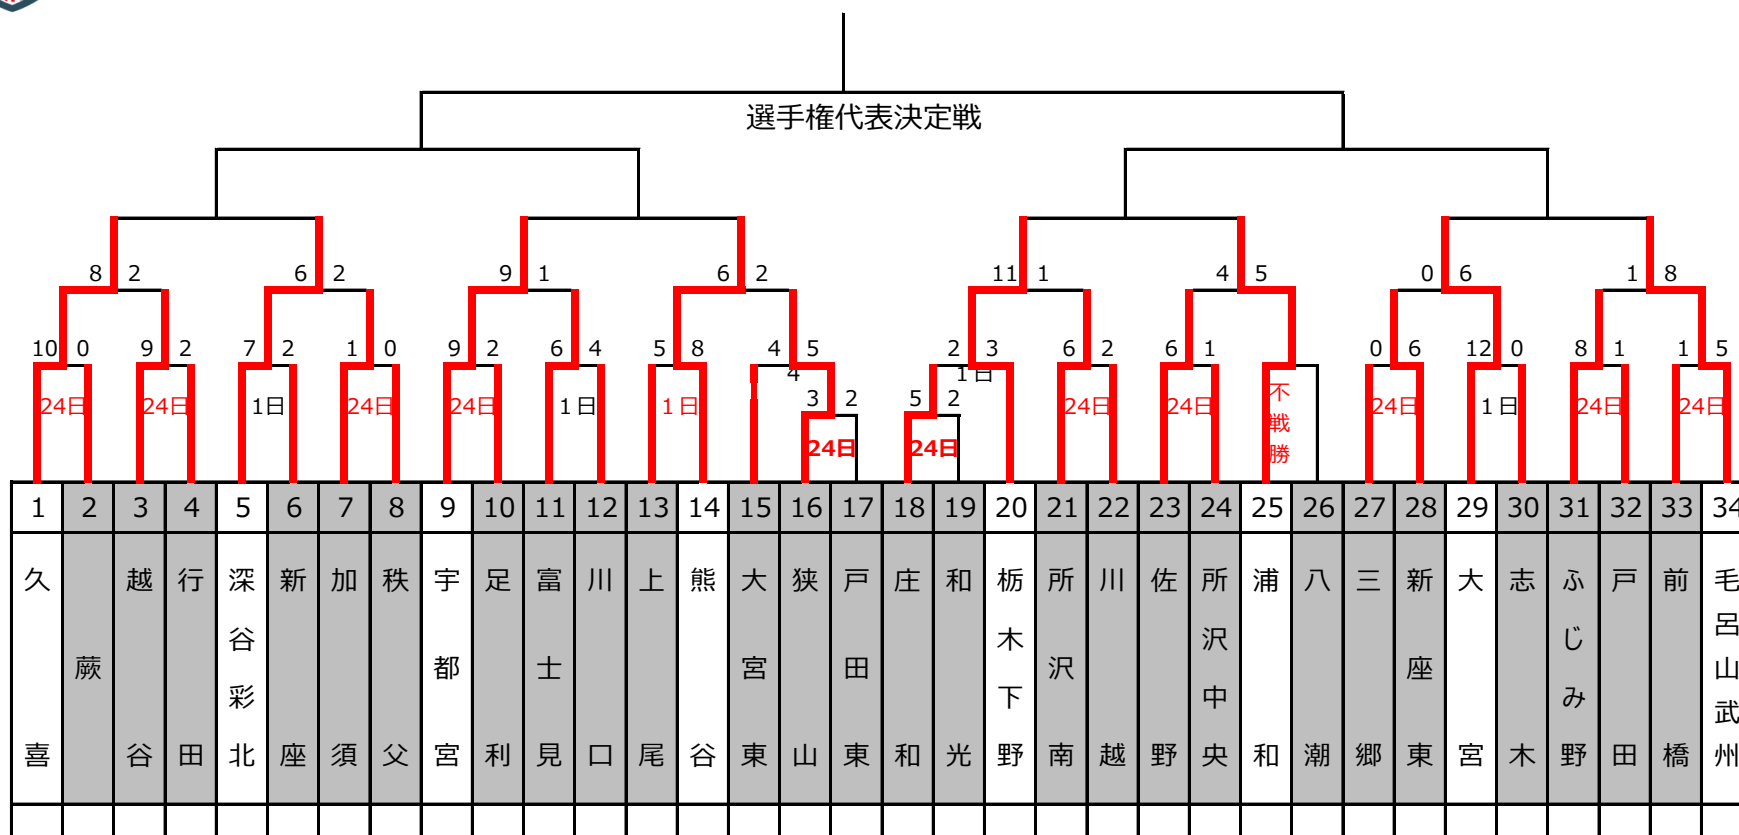 選手権代表決定戦
8 2 6 2 9 1 6 2 11 1 4 5 0 6 1 8
10 0 9 2 7 2 1 0 9 2 6 4 5 8 4 5 2 3 6 2 6 1 0 6 12 0 8 1 1 5
4 1日
24日 24日 1日 24日 24日 1日 1日 3 2 5 2 24日 24日 不戦勝 24日 1日 24日 24日
24日 24日
1 2 3 4 5 6 7 8 9 10 11 12 13 14 15 16 17 18 19 20 21 22 23 24 25 26 27 28 29 30 31 32 33 34
久喜
蕨
越谷
行田
深谷彩北
新座
加須
秩父
宇都宮
足利
富士見
川口
上尾
熊谷
大宮東
狭山
戸田東
庄和
和光
栃木下野
所沢南
川越
佐野
所沢中央
浦和
八潮
三郷
新座東
大宮
志木
ふじみ野
戸田
前橋
毛呂山武州